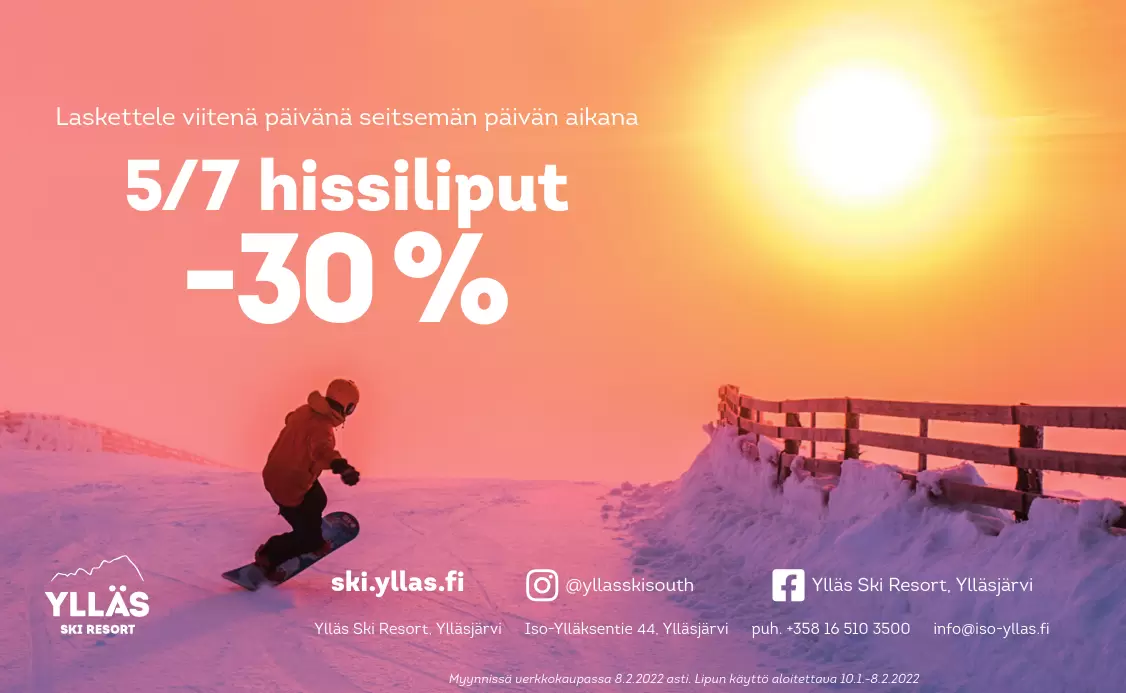 Laskettele viitenä päivänä seitsemän päivän aikana
5/7 hissiliput
-30 %
YLLÄS
SKI RESORT
ski.yllas.fi
@yllasskisouth
Ylläs Ski Resort, Ylläsjärvi
Ylläs Ski Resort, Ylläsjärvi Iso-Ylläksentie 44, Ylläsjärvi puh. +358 16 510 3500 info@iso-yllas.fi
Myynnissä verkkokaupassa 8.2.2022 asti. Lipun käyttö aloitettava 10.1.-8.2.2022